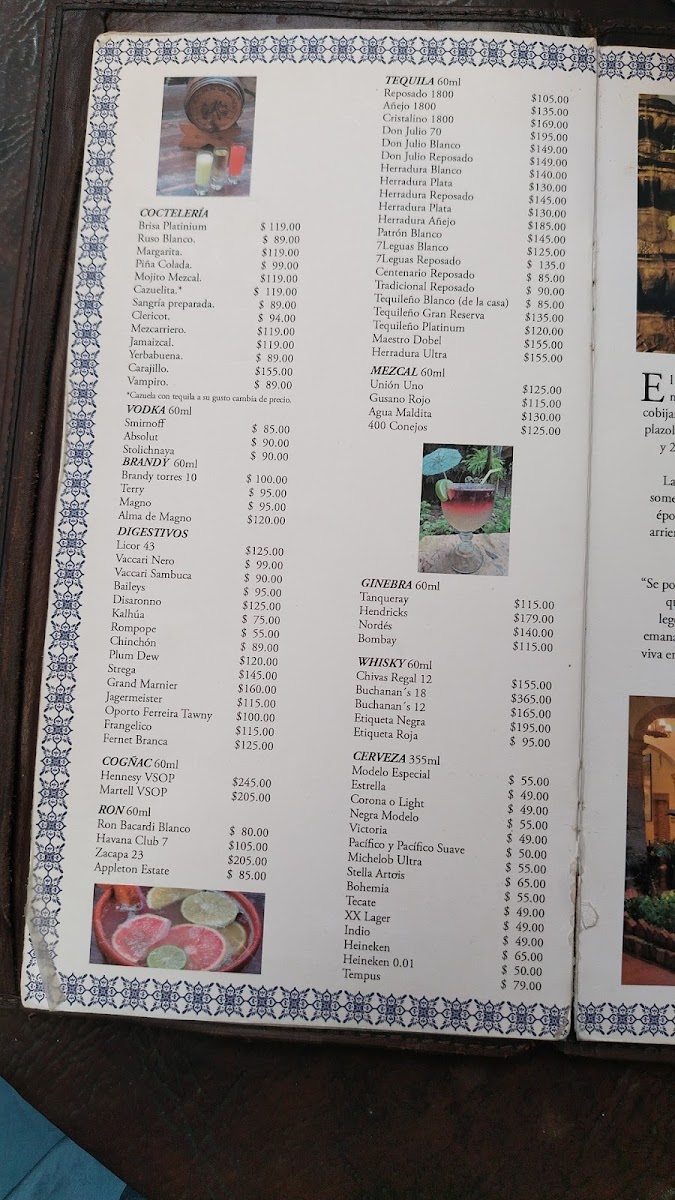 COCTELERÍA
Brisa Platinium $ 119.00
Ruso Blanco. $ 89.00
Margarita. $119.00
Piña Colada. $ 99.00
Mojito Mezcal. $119.00
Cazuelita.* $ 119.00
Sangría preparada. $ 89.00
Clericot. $ 94.00
Mezcarriero. $119.00
Jamaizcal. $119.00
Yerbabuena. $ 89.00
Carajillo. $155.00
Vampiro. $ 89.00
*Cazuela con tequila a su gusto cambia de precio.
VODKA 60ml
Smirnoff $ 85.00
Absolut $ 90.00
Stolichnaya $ 90.00
BRANDY 60ml
Brandy torres 10 $ 100.00
Terry $ 95.00
Magno $ 95.00
Alma de Magno $120.00
DIGESTIVOS
Licor 43 $125.00
Vaccari Nero $ 99.00
Vaccari Sambuca $ 90.00
Baileys $ 95.00
Disaronno $125.00
Kalhúa $ 75.00
Rompope $ 55.00
Chinchón $ 89.00
Plum Dew $120.00
Strega $145.00
Grand Marnier $160.00
Jagermeister $115.00
Oporto Ferreira Tawny $100.00
Frangelico $115.00
Fernet Branca $125.00
COGÑAC 60ml
Hennesy VSOP $245.00
Martell VSOP $205.00
RON 60ml
Ron Bacardi Blanco $ 80.00
Havana Club 7 $105.00
Zacapa 23 $205.00
Appleton Estate $ 85.00
TEQUILA 60ml
Reposado 1800 $105.00
Añejo 1800 $135.00
Cristalino 1800 $169.00
Don Julio 70 $195.00
Don Julio Blanco $149.00
Don Julio Reposado $149.00
Herradura Blanco $140.00
Herradura Plata $130.00
Herradura Reposado $145.00
Herradura Plata $130.00
Herradura Añejo $185.00
Patrón Blanco $145.00
7Leguas Blanco $125.00
7Leguas Reposado $ 135.0
Centenario Reposado $ 85.00
Tradicional Reposado $ 90.00
Tequileño Blanco (de la casa) $ 85.00
Tequileño Gran Reserva $135.00
Tequileño Platinum $120.00
Maestro Dobel $155.00
Herradura Ultra $155.00
MEZCAL 60ml
Unión Uno $125.00
Gusano Rojo $115.00
Agua Maldita $130.00
400 Conejos $125.00
GINEBRA 60ml
Tanqueray $115.00
Hendricks $179.00
Nordés $140.00
Bombay $115.00
WHISKY 60ml
Chivas Regal 12 $155.00
Buchanan´s 18 $365.00
Buchanan´s 12 $165.00
Etiqueta Negra $195.00
Etiqueta Roja $ 95.00
CERVEZA 355ml
Modelo Especial $ 55.00
Estrella $ 49.00
Corona o Light $ 49.00
Negra Modelo $ 55.00
Victoria $ 49.00
Pacífico y Pacífico Suave $ 50.00
Michelob Ultra $ 55.00
Stella Artois $ 65.00
Bohemia $ 55.00
Tecate $ 49.00
XX Lager $ 49.00
Indio $ 49.00
Heineken $ 65.00
Heineken 0.01 $ 50.00
Tempus $ 79.00
E
cobija
plazol
y 2
La
some
épo
arrie
“Se po
qu
leg
emana
viva en